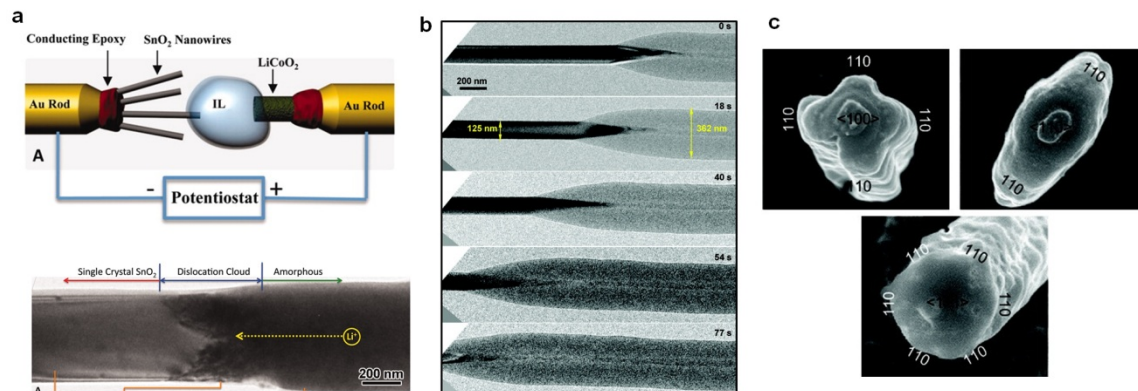 a
Conducting Epoxy
SnO2 Nanowires
LiCoO2
Au Rod
IL
Au Rod
A
-
Potentiostat
+
Single Crystal SnO2
Dislocation Cloud
Amorphous
Li+
200 nm
b
0 s
200 nm
18 s
125 nm
382 nm
40 s
54 s
77 s
c
110
110
<100>
110
110
110
110
110
110
110
110
110
110